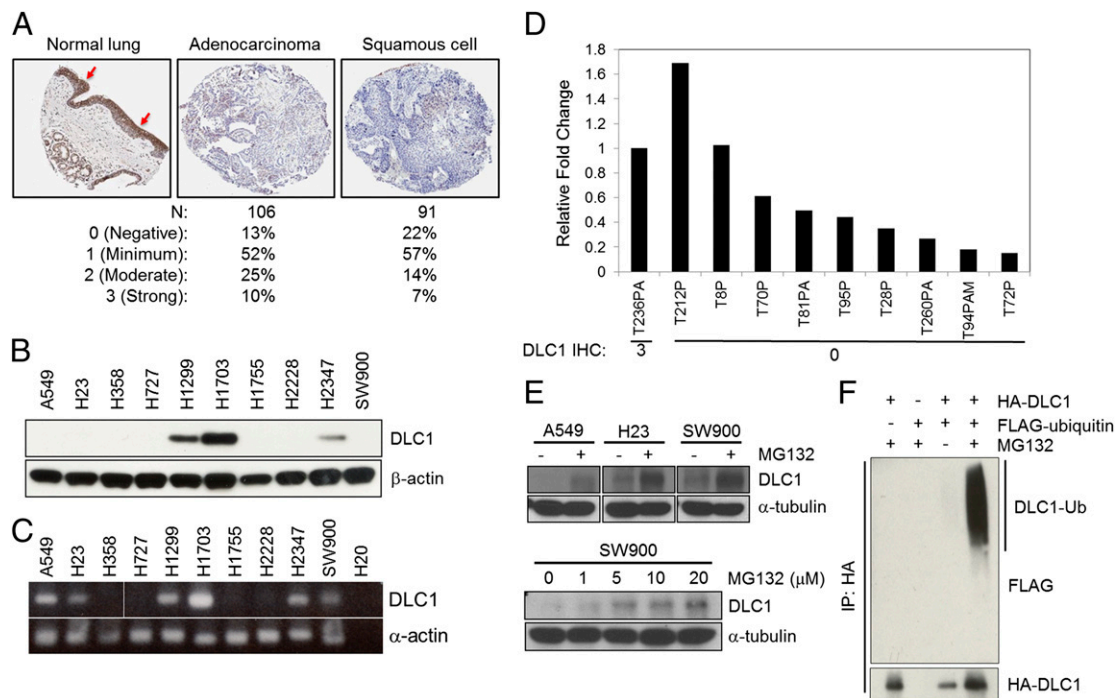 A
Normal lung Adenocarcinoma Squamous cell
N: 106 91
0 (Negative): 13% 22%
1 (Minimum): 52% 57%
2 (Moderate): 25% 14%
3 (Strong): 10% 7%
B
A549 H23 H358 H727 H1299 H1703 H1755 H2228 H2347 SW900
DLC1
β-actin
C
A549 H23 H358 H727 H1299 H1703 H1755 H2228 H2347 SW900 H20
DLC1
α-actin
D
Relative Fold Change
1.8
1.6
1.4
1.2
1
0.8
0.6
0.4
0.2
0
T236PA T212P T8P T70P T81PA T95P T28P T260PA T94PAM T72P
DLC1 IHC: 3 0
E
A549 H23 SW900
- + - + - + MG132
DLC1
α-tubulin
SW900
0 1 5 10 20 MG132 (µM)
DLC1
α-tubulin
F
+ - + + HA-DLC1
- + + + FLAG-ubiquitin
+ + - + MG132
IP: HA
DLC1-Ub
FLAG
HA-DLC1